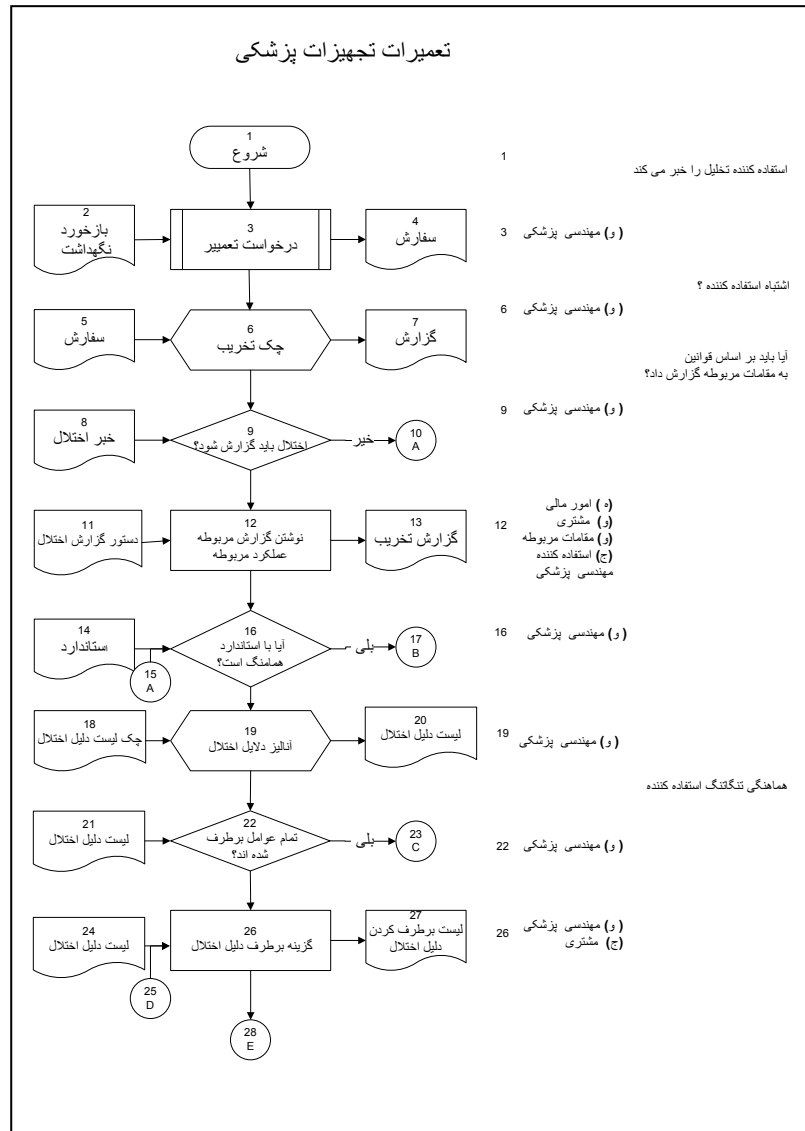 تعمیرات تجهیزات پزشکی
1
شروع
1
استفاده کننده تخلیل را خبر می کند
2
بازخورد
نگهداشت
3
درخواست تعمییر
4
سفارش
3 ( و) مهندسی پزشکی
اشتباه استفاده کننده ؟
5
سفارش
6
چک تخریب
7
گزارش
6 ( و) مهندسی پزشکی
آیا باید بر اساس قوانین
به مقامات مربوطه گزارش داد؟
8
خبر اختلال
9
اختلال باید گزارش شود؟
خیر
10
A
9 ( و) مهندسی پزشکی
11
دستور گزارش اختلال
12
نوشتن گزارش مربوطه
عملکرد مربوطه
13
گزارش تخریب
12
(ه ) امور مالی
(و) مشتری
(و) مقامات مربوطه
(ج) استفاده کننده
مهندسی پزشکی
14
استاندارد
15
A
16
آیا با استاندارد
همامنگ است؟
بلی
17
B
16 ( و) مهندسی پزشکی
18
چک لیست دلیل اختلال
19
آنالیز دلایل اختلال
20
لیست دلیل اختلال
19 ( و) مهندسی پزشکی
هماهنگی تنگاتنگ استفاده کننده
21
لیست دلیل اختلال
22
تمام عوامل برطرف
شده اند؟
بلی
23
C
22 ( و) مهندسی پزشکی
24
لیست دلیل اختلال
25
D
26
گزینه برطرف دلیل اختلال
27
لیست برطرف کردن
دلیل اختلال
26
( و) مهندسی پزشکی
(ج) مشتری
28
E